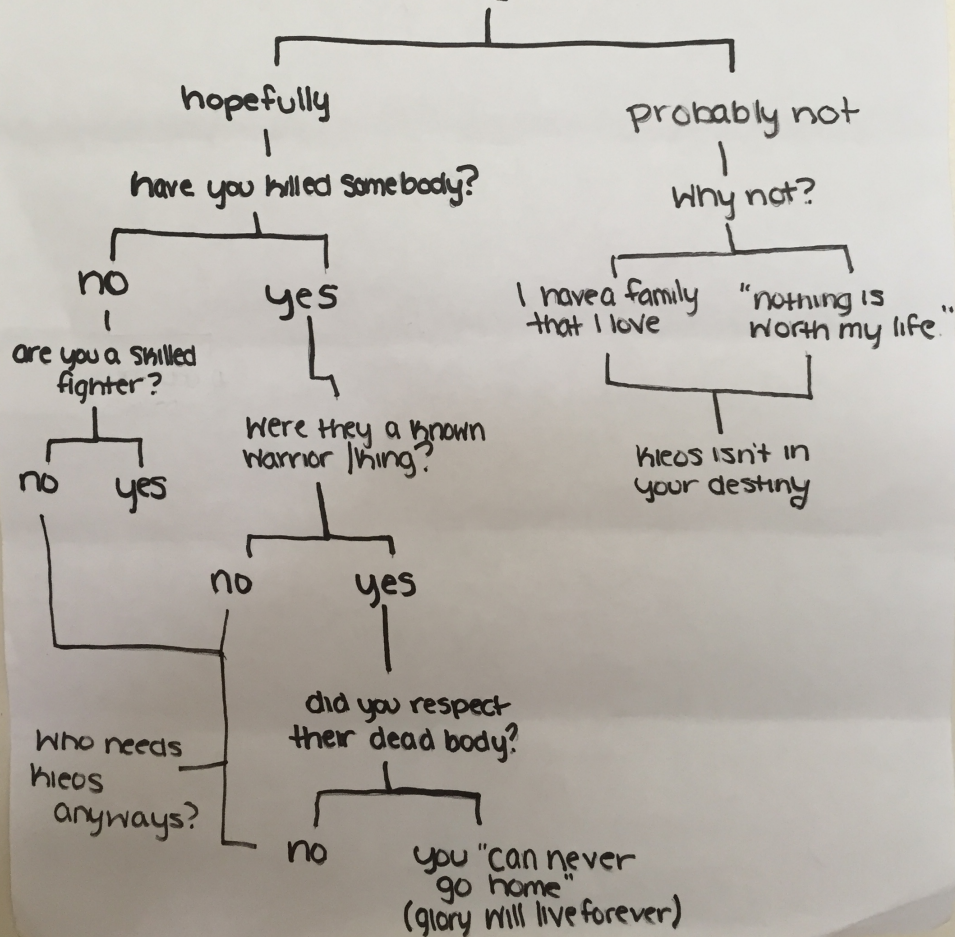 hopefully
probably not
have you killed somebody?
Why not?
no
yes
I have a family
that I love
"nothing is
worth my life."
are you a skilled
fighter?
Were they a known
warrior /king?
no
yes
kleos isn't in
your destiny
no
yes
did you respect
their dead body?
Who needs
kleos
anyways?
no
you "can never
go home"
(glory will live forever)